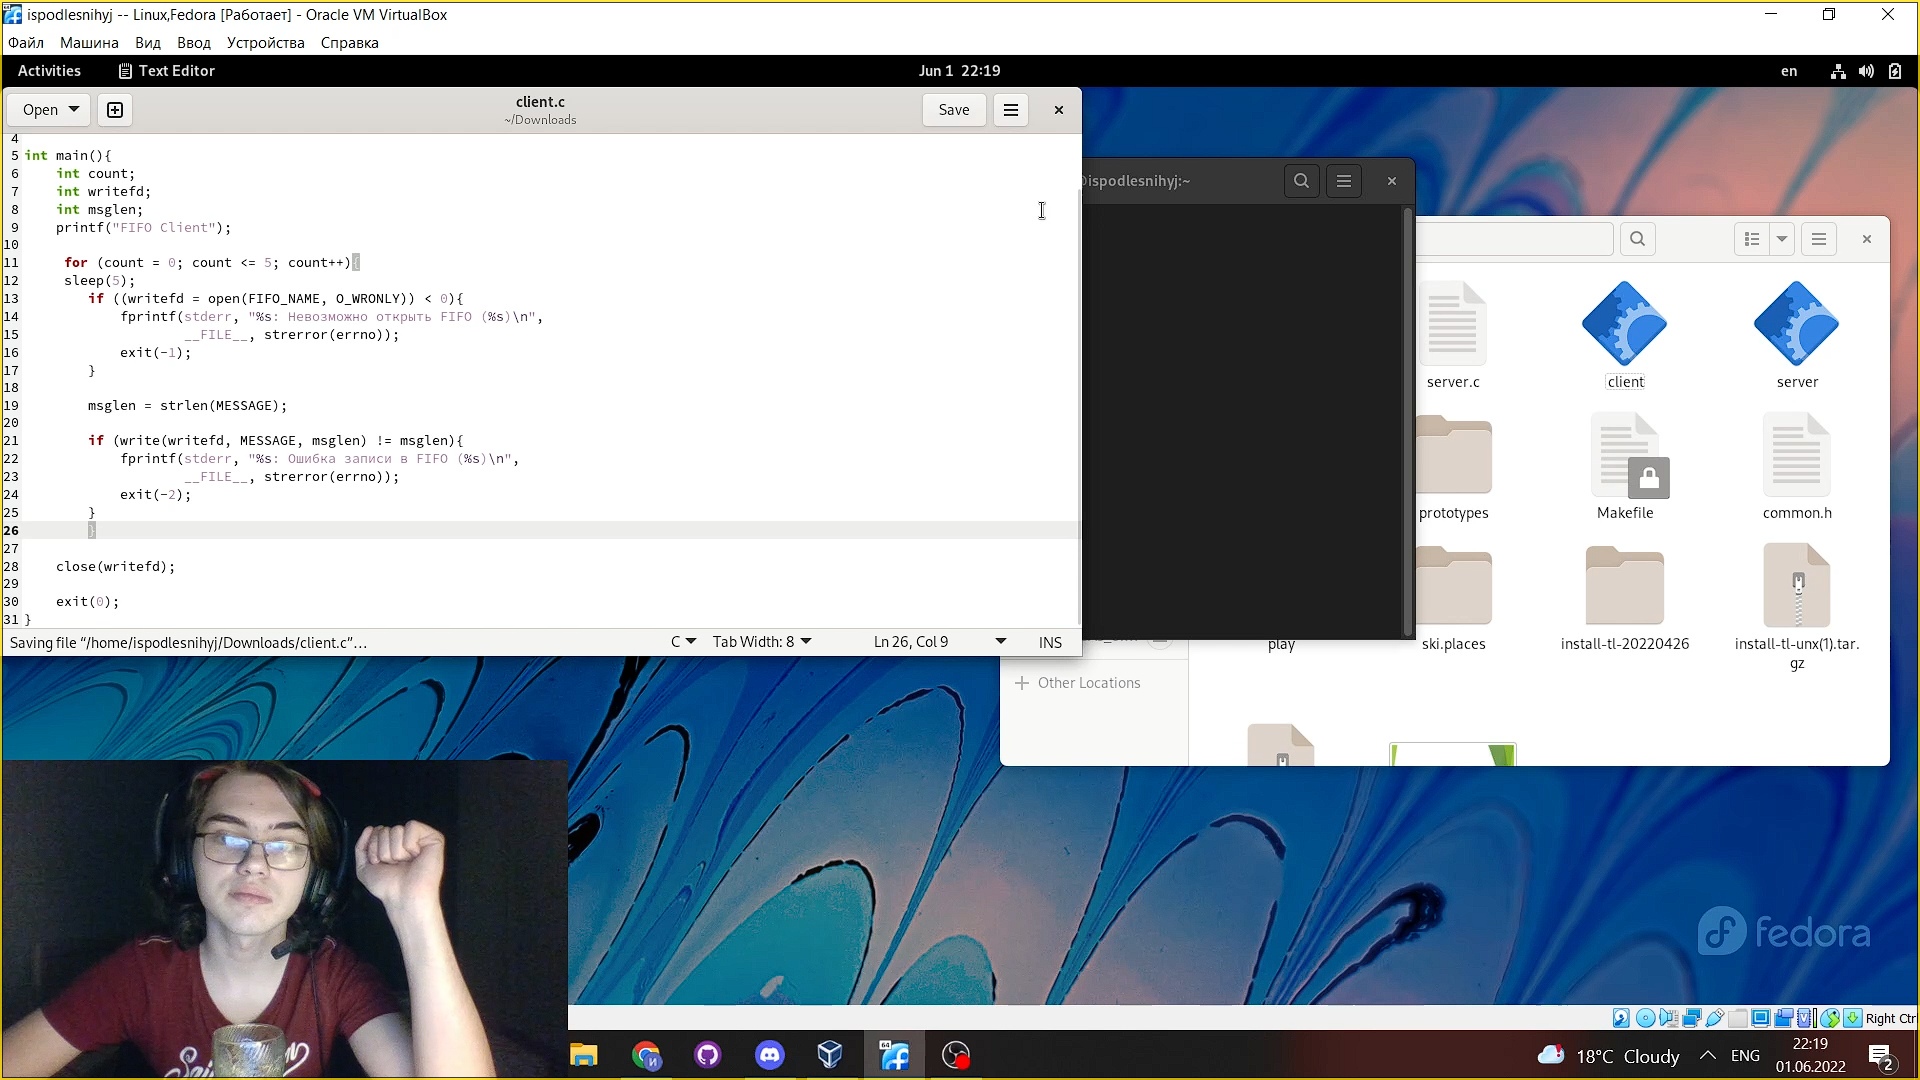 ispodlesnihyj -- Linux,Fedora [Работает] - Oracle VM VirtualBox
Файл Машина Вид Ввод Устройства Справка
Activities Text Editor Jun 1 22:19 en
Open client.c Save
~/Downloads
4
5 int main(){
6 int count;
7 int writefd;
8 int msglen;
9 printf("FIFO Client");
10
11 for (count = 0; count <= 5; count++){
12 sleep(5);
13 if ((writefd = open(FIFO_NAME, O_WRONLY)) < 0){
14 fprintf(stderr, "%s: Невозможно открыть FIFO (%s)\n",
15 __FILE__, strerror(errno));
16 exit(-1);
17 }
18
19 msglen = strlen(MESSAGE);
20
21 if (write(writefd, MESSAGE, msglen) != msglen){
22 fprintf(stderr, "%s: Ошибка записи в FIFO (%s)\n",
23 __FILE__, strerror(errno));
24 exit(-2);
25 }
26 }
27
28 close(writefd);
29
30 exit(0);
31 }
Saving file “/home/ispodlesnihyj/Downloads/client.c”… C Tab Width: 8 Ln 26, Col 9 INS
@ispodlesnihyj:~
server.c client server
prototypes Makefile common.h
play ski.places install-tl-20220426 install-tl-unx(1).tar.
gz
Other Locations
fedora
Right Ctrl
64
18°C Cloudy ENG 22:19
01.06.2022 2